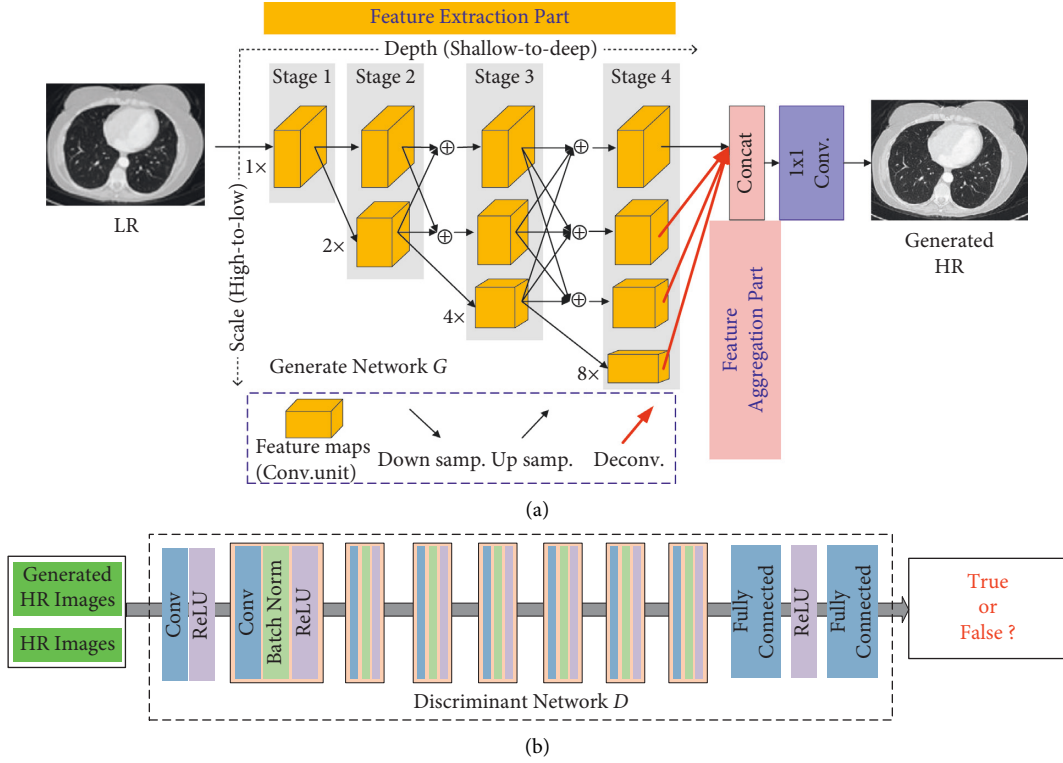 Feature Extraction Part
Depth (Shallow-to-deep)
Stage 1
Stage 2
Stage 3
Stage 4
Scale (High-to-low)
1×
2×
4×
8×
LR
⊕
⊕
⊕
⊕
⊕
Concat
1x1
Conv.
Generated
HR
Feature
Aggregation Part
Generate Network G
Feature maps
(Conv.unit)
Down samp.
Up samp.
Deconv.
(a)
Generated
HR Images
HR Images
Conv
ReLU
Conv
Batch Norm
ReLU
Fully
Connected
ReLU
Fully
Connected
True
or
False ?
Discriminant Network D
(b)